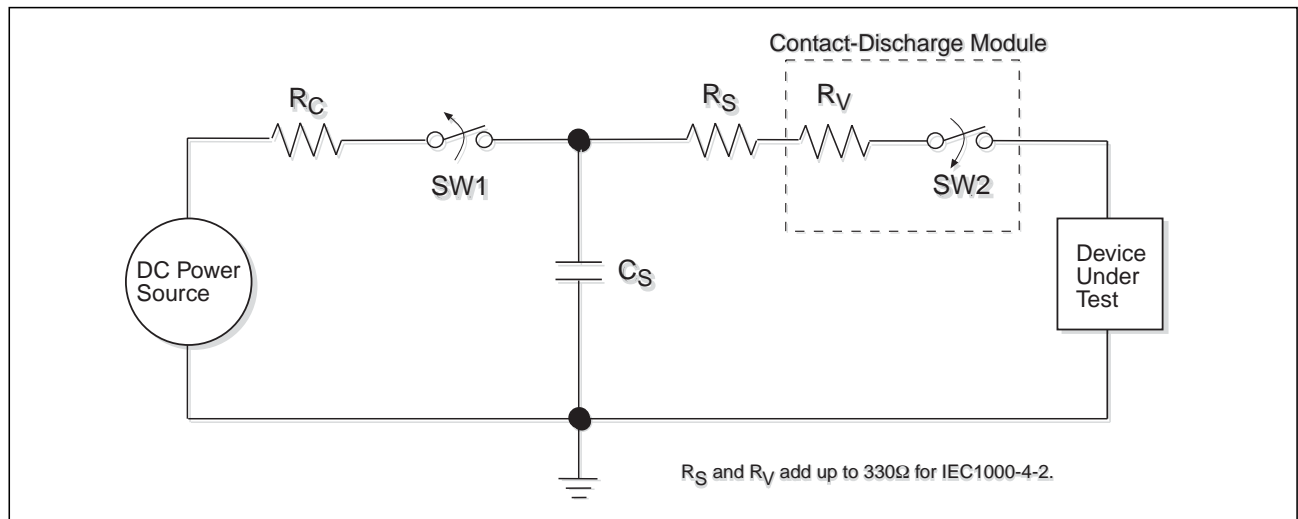 Contact-Discharge Module
RC
RS
RV
SW1
SW2
DC Power
Source
CS
Device
Under
Test
RS and RV add up to 330Ω for IEC1000-4-2.